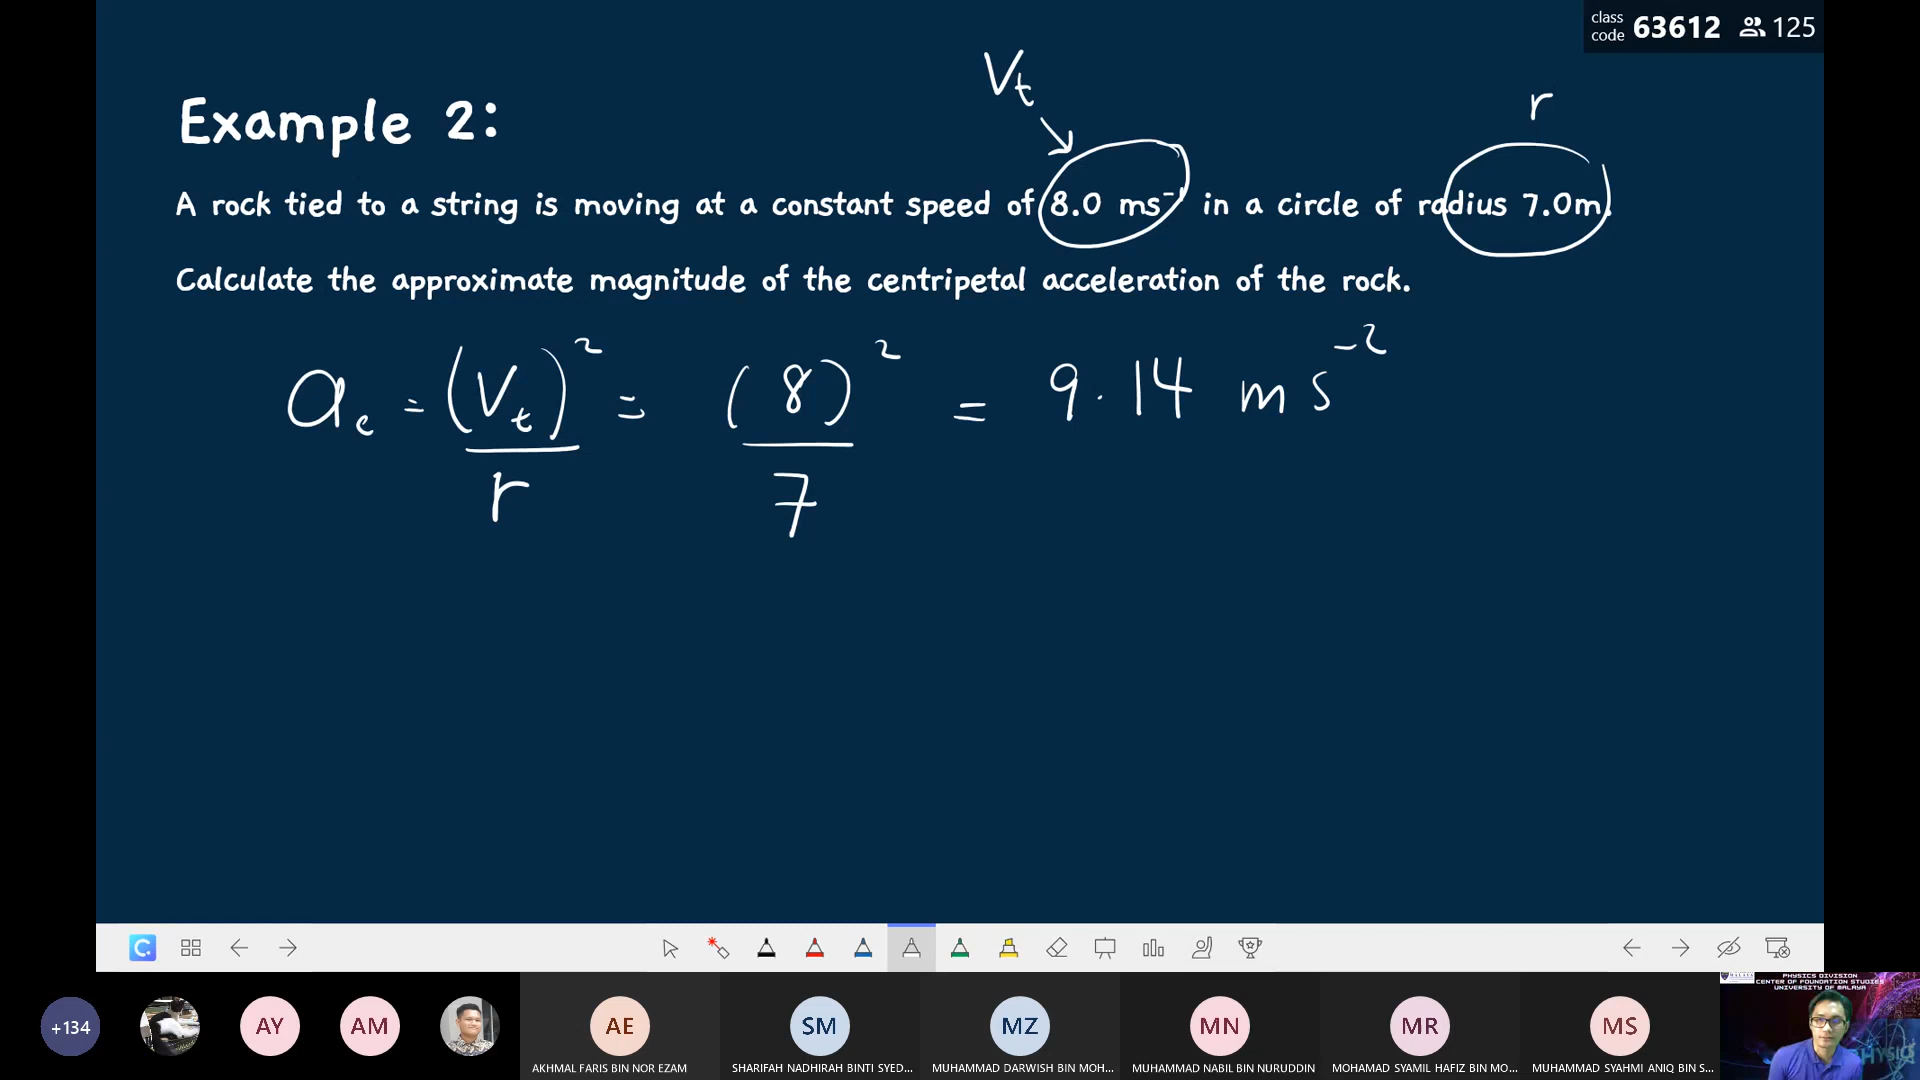 class code 63612 125
Vt
r
Example 2:
A rock tied to a string is moving at a constant speed of 8.0 ms⁻¹ in a circle of radius 7.0m.
Calculate the approximate magnitude of the centripetal acceleration of the rock.
ac = (Vt)² = (8)² = 9.14 ms⁻²
r 7
+134 AY AM AE SM MZ MN MR MS
AKHMAL FARIS BIN NOR EZAM
SHARIFAH NADHIRAH BINTI SYED...
MUHAMMAD DARWISH BIN MOH...
MUHAMMAD NABIL BIN NURUDDIN
MOHAMAD SYAMIL HAFIZ BIN MO...
MUHAMMAD SYAHMI ANIQ BIN S...
PHYSICS DIVISION
CENTER OF FOUNDATION STUDIES
UNIVERSITY OF MALAYA